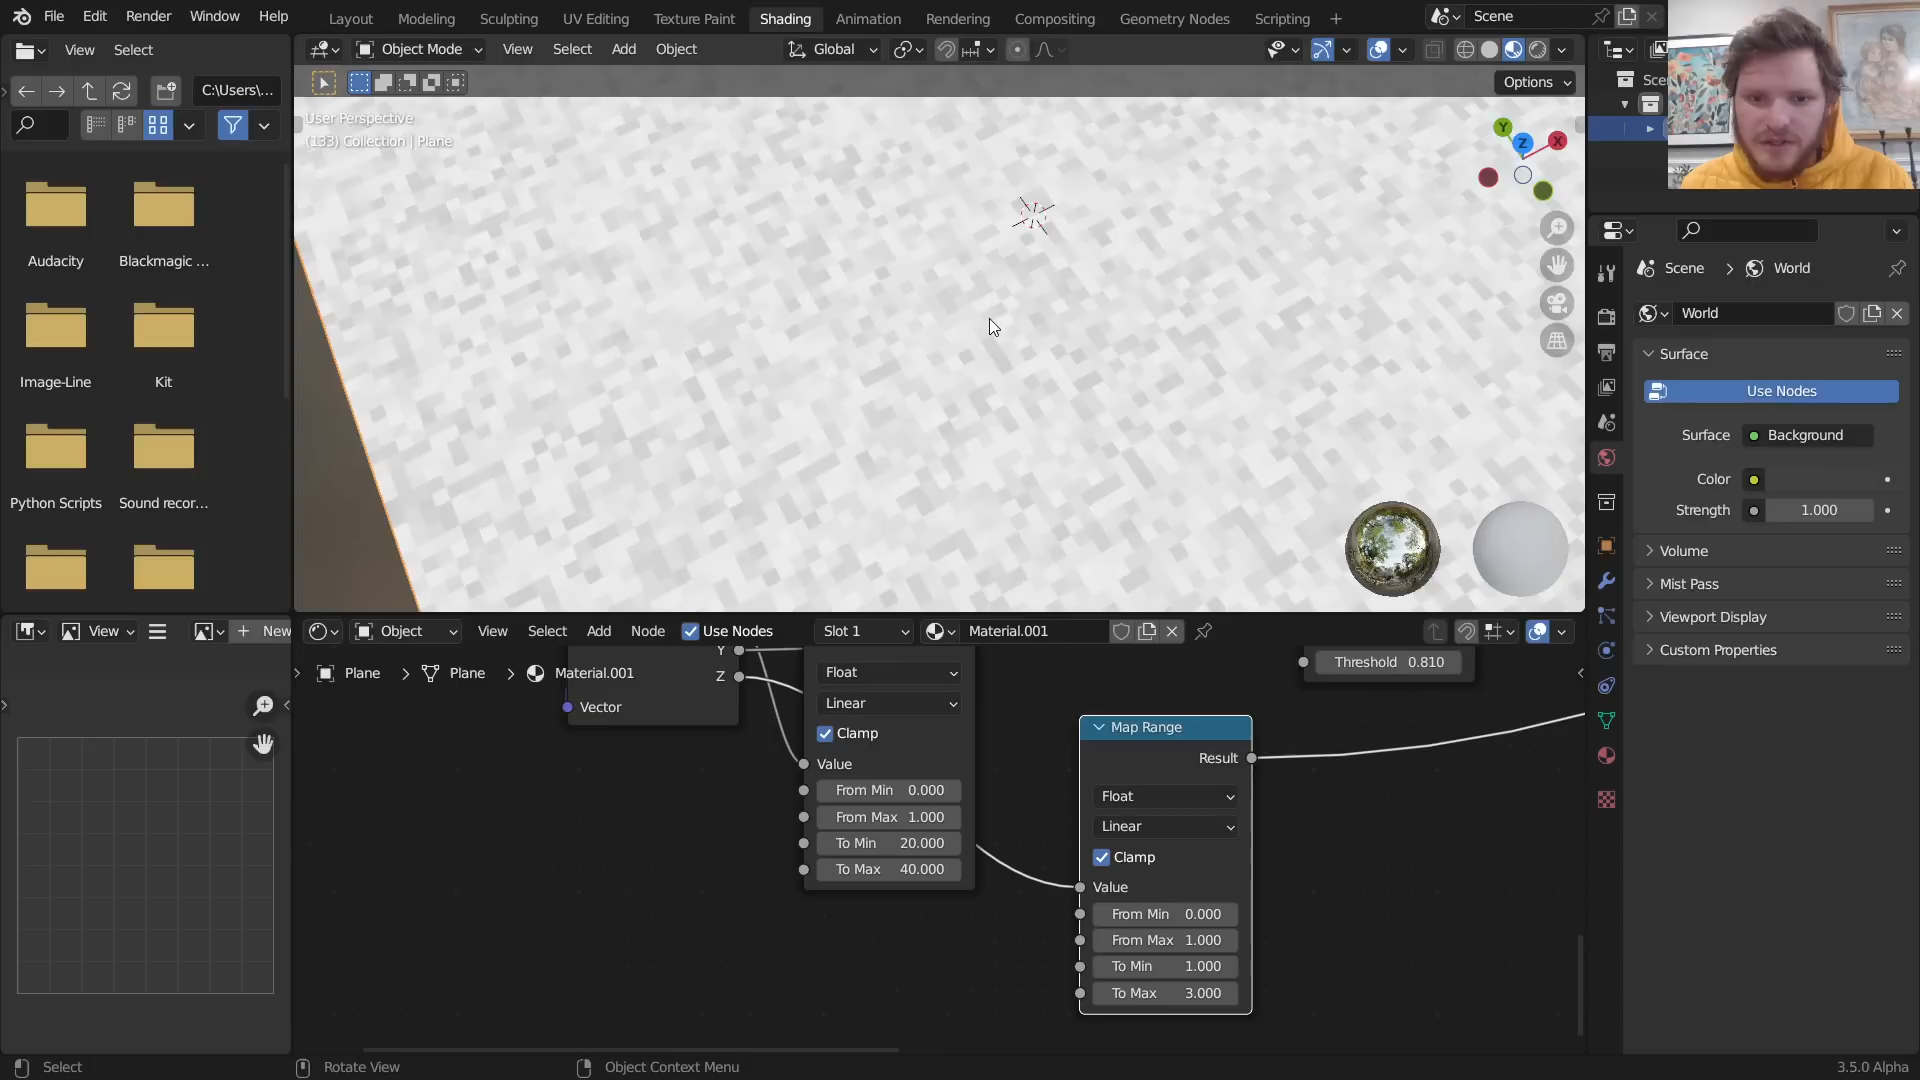 File Edit Render Window Help
Layout Modeling Sculpting UV Editing Texture Paint Shading Animation Rendering Compositing Geometry Nodes Scripting +
Scene
View Select
Object Mode View Select Add Object
Global
C:\Users\...
Options
User Perspective
(133) Collection | Plane
Y
Z
X
Audacity
Blackmagic ...
Image-Line
Kit
Python Scripts
Sound recor...
Scene > World
World
Surface
Use Nodes
Surface
Background
Color
Strength
1.000
Volume
Mist Pass
Viewport Display
Custom Properties
View
New
Object View Select Add Node Use Nodes
Slot 1
Material.001
Plane > Plane > Material.001
Y
Z
Vector
Float
Linear
Clamp
Value
From Min 0.000
From Max 1.000
To Min 20.000
To Max 40.000
Threshold 0.810
Map Range
Result
Float
Linear
Clamp
Value
From Min 0.000
From Max 1.000
To Min 1.000
To Max 3.000
Select
Rotate View
Object Context Menu
3.5.0 Alpha